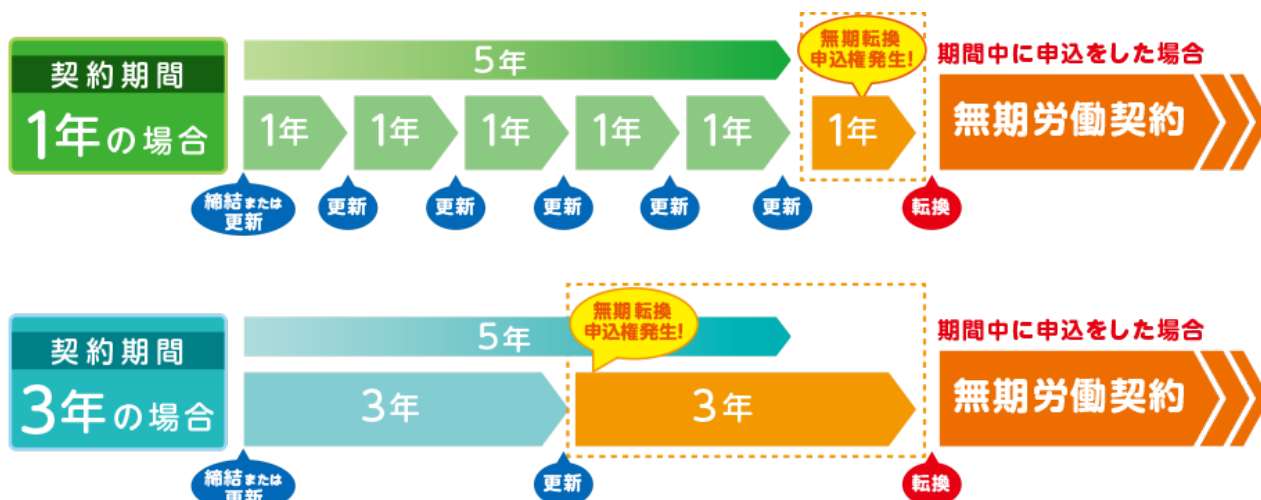 無期転換
申込権発生!
契約期間
1年の場合
5年
期間中に申込をした場合
1年
1年
1年
1年
1年
1年
無期労働契約
締結または
更新
更新
更新
更新
更新
更新
転換
無期転換
申込権発生!
契約期間
3年の場合
5年
期間中に申込をした場合
3年
3年
無期労働契約
締結または
更新
更新
転換